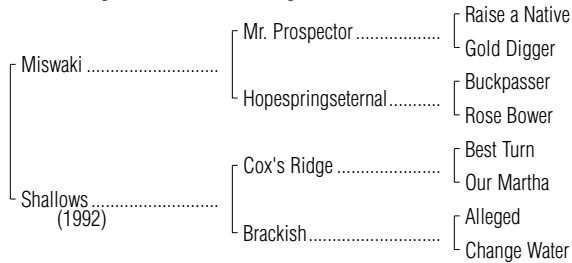 Raise a Native
Mr. Prospector ..................
Gold Digger
Miswaki ............................
Buckpasser
Hopespringseternal...........
Rose Bower
Best Turn
Cox's Ridge ......................
Our Martha
Shallows...........................
(1992)
Alleged
Brackish............................
Change Water